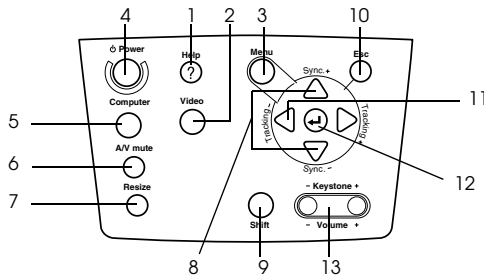 4 1 2 3 10
⏻ Power
Help
?
Menu
Sync.+
Esc
Computer
Video
Tracking -
Tracking +
11
5
A/V mute
6
Resize
7
Sync. -
12
- Keystone +
Shift
- Volume +
8 9 13